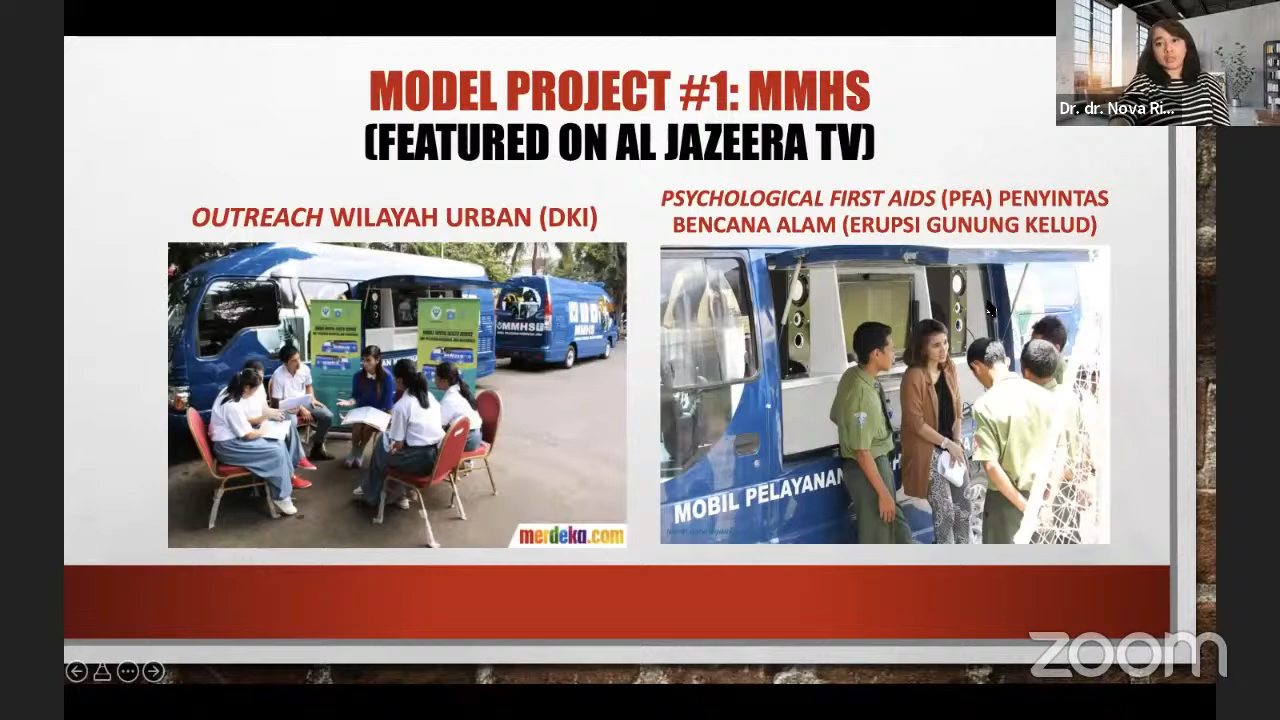 MODEL PROJECT #1: MMHS
(FEATURED ON AL JAZEERA TV)
Dr. dr. Nova Ri...
OUTREACH WILAYAH URBAN (DKI)
PSYCHOLOGICAL FIRST AIDS (PFA) PENYINTAS
BENCANA ALAM (ERUPSI GUNUNG KELUD)
MMHS
MMHS
merdeka.com
MOBIL PELAYANAN
zoom